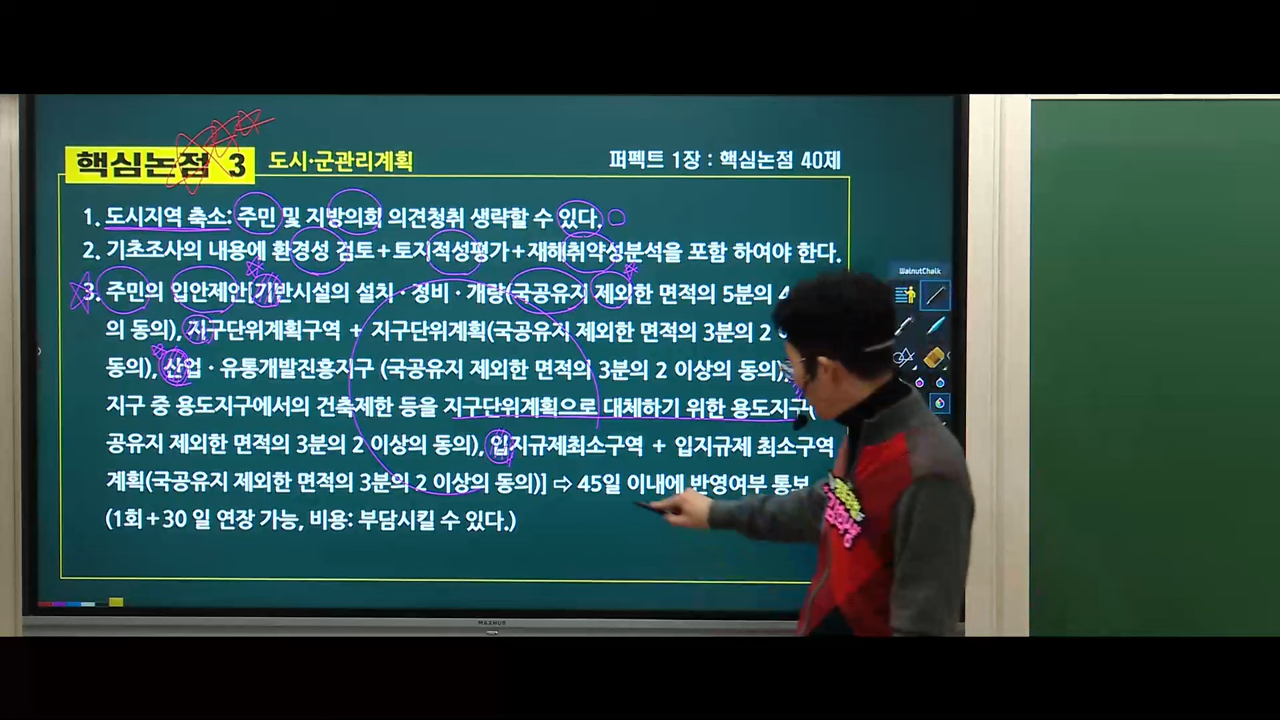 핵심논점 3 도시·군관리계획 퍼펙트 1장 : 핵심논점 40제
1. 도시지역 축소: 주민 및 지방의회 의견청취 생략할 수 있다.
2. 기초조사의 내용에 환경성 검토+토지적성평가+재해취약성분석을 포함 하여야 한다.
3. 주민의 입안제안[기반시설의 설치·정비·개량(국공유지 제외한 면적의 5분의 4
의 동의), 지구단위계획구역 + 지구단위계획(국공유지 제외한 면적의 3분의 2
동의), 산업·유통개발진흥지구 (국공유지 제외한 면적의 3분의 2 이상의 동의)
지구 중 용도지구에서의 건축제한 등을 지구단위계획으로 대체하기 위한 용도지구(
공유지 제외한 면적의 3분의 2 이상의 동의), 입지규제최소구역 + 입지규제 최소구역
계획(국공유지 제외한 면적의 3분의 2 이상의 동의)] ⇨ 45일 이내에 반영여부 통보
(1회+30 일 연장 가능, 비용: 부담시킬 수 있다.)
WalnutChalk
MAXHUB